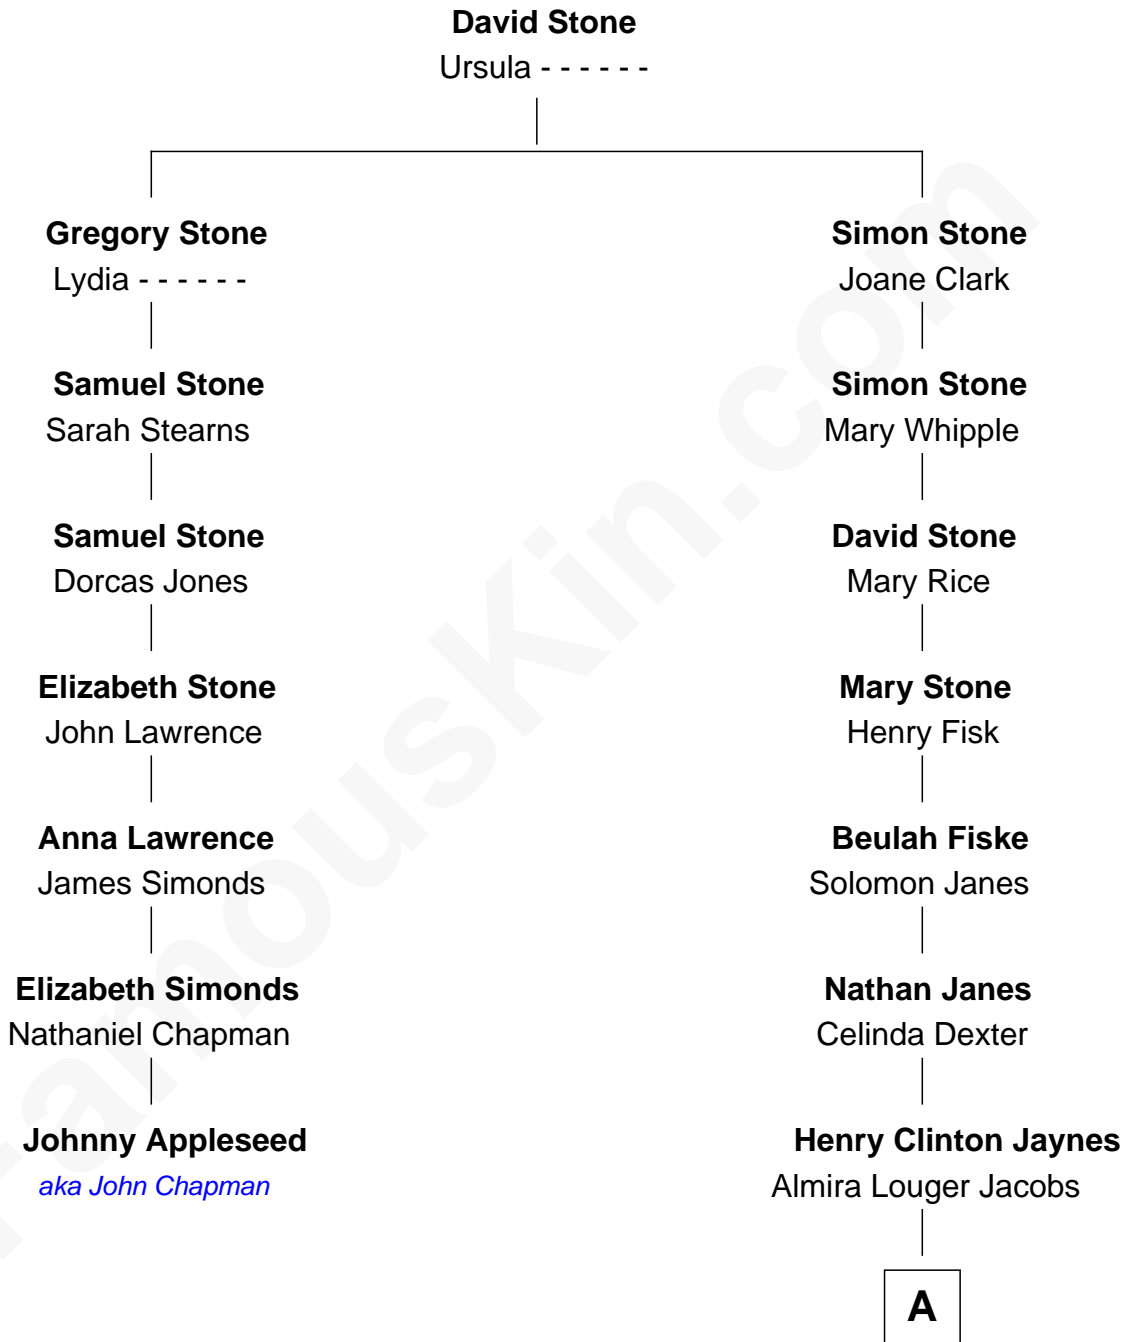 David Stone
Ursula - - - - - -
Gregory Stone
Lydia - - - - - -
Simon Stone
Joane Clark
Samuel Stone
Sarah Stearns
Simon Stone
Mary Whipple
Samuel Stone
Dorcas Jones
David Stone
Mary Rice
Elizabeth Stone
John Lawrence
Mary Stone
Henry Fisk
Anna Lawrence
James Simonds
Beulah Fiske
Solomon Janes
Elizabeth Simonds
Nathaniel Chapman
Nathan Janes
Celinda Dexter
Johnny Appleseed
aka John Chapman
Henry Clinton Jaynes
Almira Louger Jacobs
A
FamousKin.com